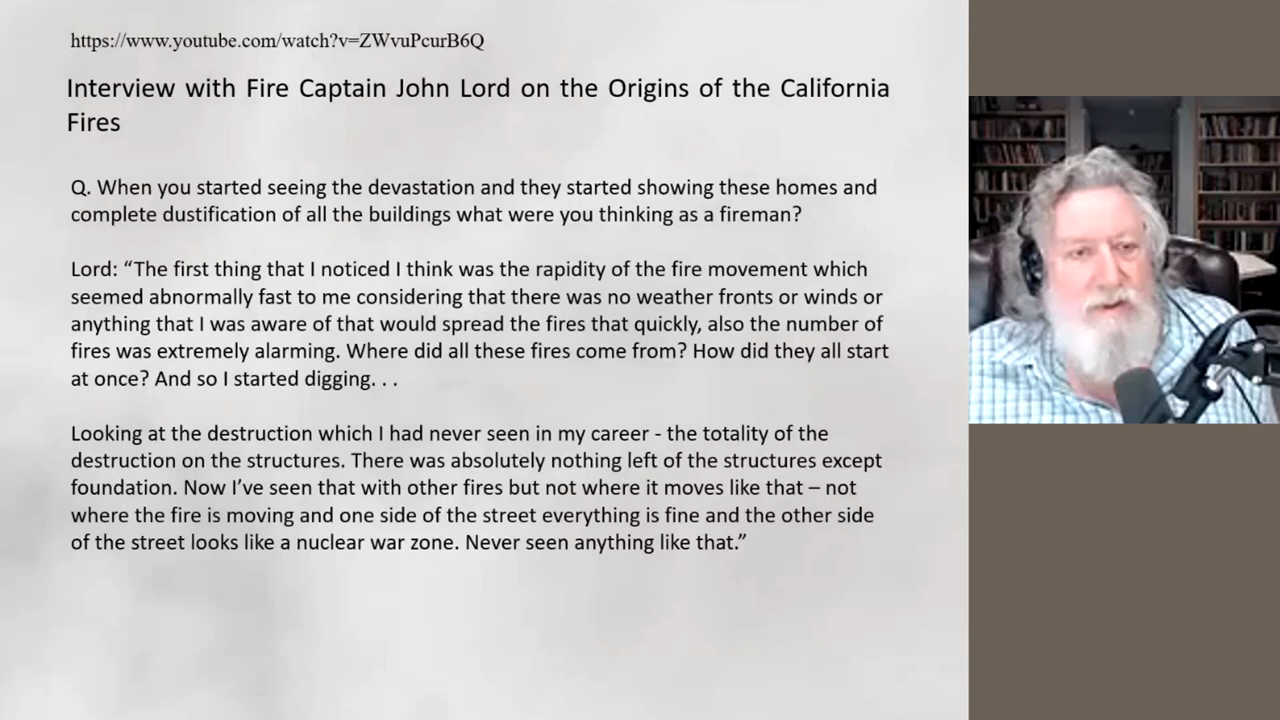 https://www.youtube.com/watch?v=ZWvuPcurB6Q
Interview with Fire Captain John Lord on the Origins of the California
Fires
Q. When you started seeing the devastation and they started showing these homes and
complete dustification of all the buildings what were you thinking as a fireman?
Lord: “The first thing that I noticed I think was the rapidity of the fire movement which
seemed abnormally fast to me considering that there was no weather fronts or winds or
anything that I was aware of that would spread the fires that quickly, also the number of
fires was extremely alarming. Where did all these fires come from? How did they all start
at once? And so I started digging. . .
Looking at the destruction which I had never seen in my career - the totality of the
destruction on the structures. There was absolutely nothing left of the structures except
foundation. Now I’ve seen that with other fires but not where it moves like that – not
where the fire is moving and one side of the street everything is fine and the other side
of the street looks like a nuclear war zone. Never seen anything like that.”